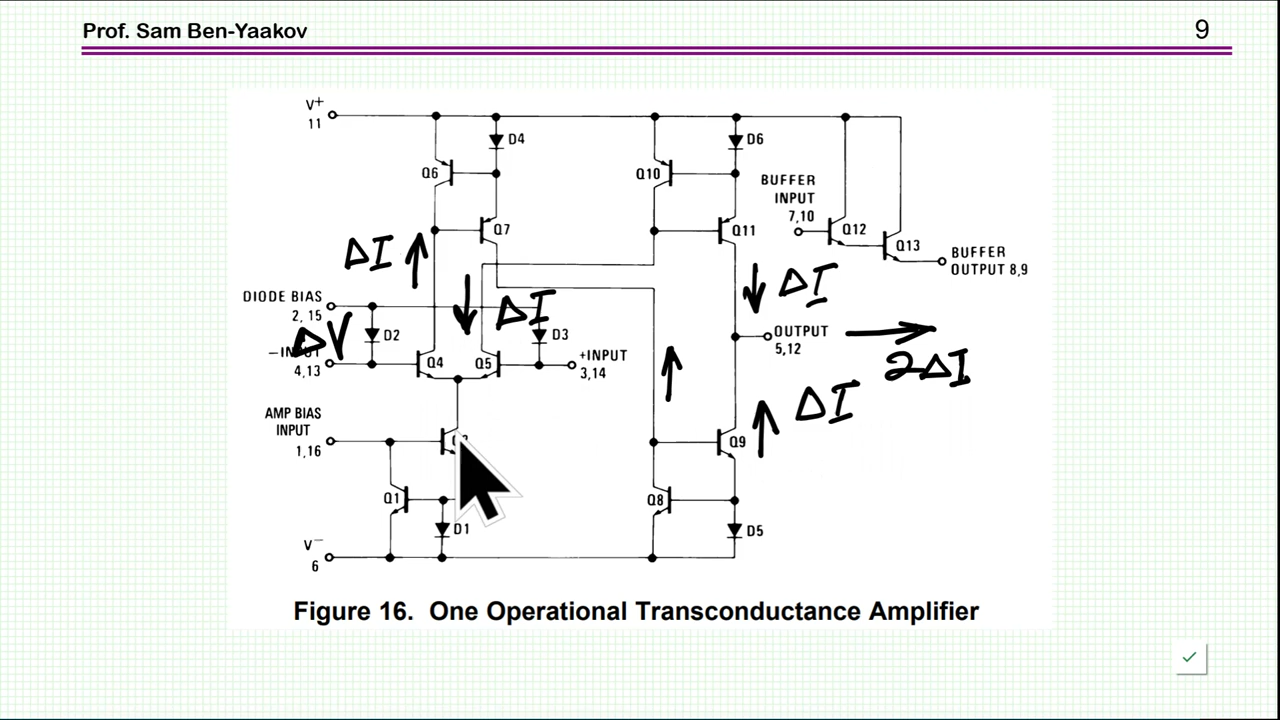 Prof. Sam Ben-Yaakov
9
V+
11
D4
D6
Q6
Q10
BUFFER
INPUT
7,10
Q7
Q11
Q12
Q13
BUFFER
OUTPUT 8,9
ΔI
ΔI
DIODE BIAS
2, 15
ΔI
ΔV
D2
D3
OUTPUT
5,12
−INPUT
4,13
Q4
Q5
+INPUT
3,14
2ΔI
ΔI
AMP BIAS
INPUT
1,16
Q9
Q1
Q8
D1
D5
V−
6
Figure 16. One Operational Transconductance Amplifier